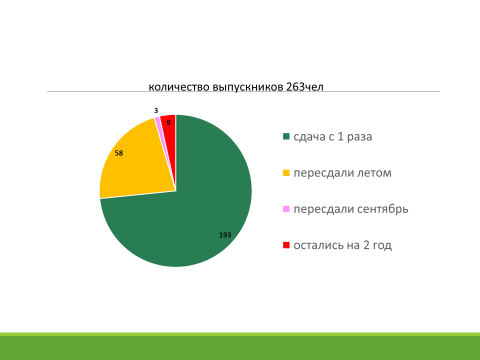 количество выпускников 263чел
3
9
58
193
сдача с 1 раза
пересдали летом
пересдали сентябрь
остались на 2 год